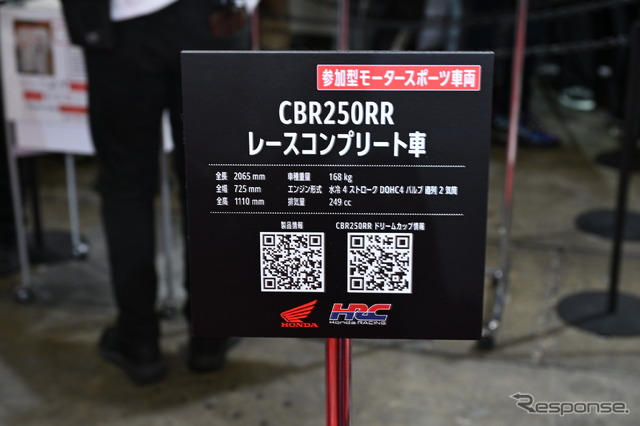 参加型モータースポーツ車両
CBR250RR
レースコンプリート車
全長 2065 mm 車種重量 168 kg
全幅 725 mm エンジン形式 水冷 4 ストローク DOHC4 バルブ 直列 2 気筒
全高 1110 mm 排気量 249 cc
製品情報 CBR250RR ドリームカップ情報
HONDA HRC
Honda RACING
Response.